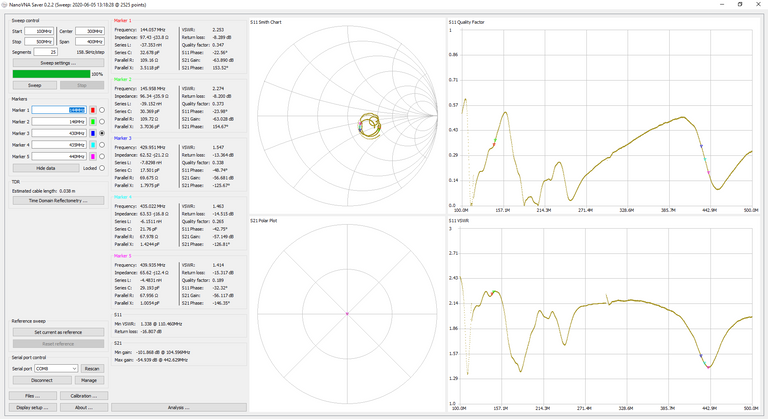 NanoVNA Saver 0.2.2 (Sweep: 2020-06-05 13:18:28 @ 2525 points)
Sweep control
Start 100MHz Center 300MHz
Stop 500MHz Span 400MHz
Segments 25 158.5kHz/step
Sweep settings ...
100%
Sweep Stop
Markers
Marker 1 144MHz
Marker 2 146MHz
Marker 3 430MHz
Marker 4 435MHz
Marker 5 440MHz
Hide data Locked
TDR
Estimated cable length: 0.038 m
Time Domain Reflectometry ...
Reference sweep
Set current as reference
Reset reference
Serial port control
Serial port COM8 Rescan
Disconnect Manage
Files ... Calibration ...
Display setup ... About ...
Marker 1
Frequency: 144.057 MHz VSWR: 2.253
Impedance: 97.43 -j33.8 Ω Return loss: -8.289 dB
Series L: -37.353 nH Quality factor: 0.347
Series C: 32.678 pF S11 Phase: -22.56°
Parallel R: 109.16 Ω S21 Gain: -63.890 dB
Parallel X: 3.5118 pF S21 Phase: 153.52°
Marker 2
Frequency: 145.958 MHz VSWR: 2.274
Impedance: 96.34 -j35.9 Ω Return loss: -8.200 dB
Series L: -39.152 nH Quality factor: 0.373
Series C: 30.369 pF S11 Phase: -23.98°
Parallel R: 109.72 Ω S21 Gain: -63.028 dB
Parallel X: 3.7036 pF S21 Phase: 154.67°
Marker 3
Frequency: 429.951 MHz VSWR: 1.547
Impedance: 62.52 -j21.2 Ω Return loss: -13.364 dB
Series L: -7.8298 nH Quality factor: 0.338
Series C: 17.501 pF S11 Phase: -48.74°
Parallel R: 69.675 Ω S21 Gain: -56.681 dB
Parallel X: 1.7975 pF S21 Phase: -125.67°
Marker 4
Frequency: 435.022 MHz VSWR: 1.463
Impedance: 63.53 -j16.8 Ω Return loss: -14.515 dB
Series L: -6.1511 nH Quality factor: 0.265
Series C: 21.76 pF S11 Phase: -42.75°
Parallel R: 67.978 Ω S21 Gain: -57.149 dB
Parallel X: 1.4244 pF S21 Phase: -126.81°
Marker 5
Frequency: 439.935 MHz VSWR: 1.414
Impedance: 65.62 -j12.4 Ω Return loss: -15.317 dB
Series L: -4.4831 nH Quality factor: 0.189
Series C: 29.193 pF S11 Phase: -32.32°
Parallel R: 67.956 Ω S21 Gain: -56.117 dB
Parallel X: 1.0054 pF S21 Phase: -146.35°
S11
Min VSWR: 1.338 @ 110.460MHz
Return loss: -16.807 dB
S21
Min gain: -101.868 dB @ 104.596MHz
Max gain: -54.939 dB @ 442.629MHz
Analysis ...
S11 Smith Chart
S21 Polar Plot
S11 Quality Factor
1
0.86
0.71
0.57
0.43
0.29
0.14
0.0
100.0M 157.1M 214.3M 271.4M 328.6M 385.7M 442.9M 500.0M
S11 VSWR
3
2.71
2.43
2.14
1.86
1.57
1.29
1
100.0M 157.1M 214.3M 271.4M 328.6M 385.7M 442.9M 500.0M